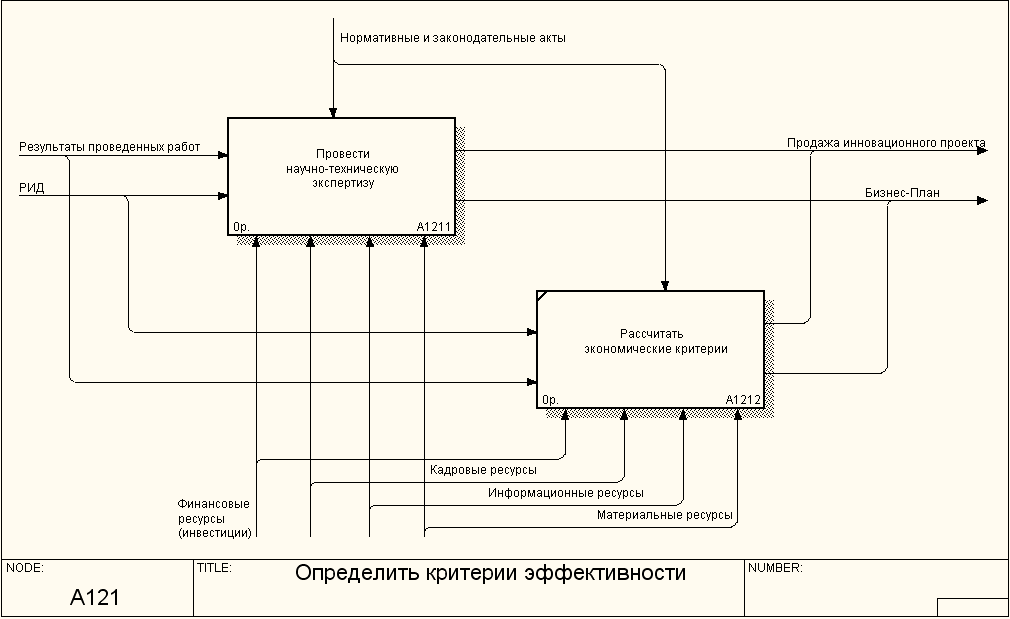 Нормативные и законодательные акты
Результаты проведенных работ
Продажа инновационного проекта
Провести
научно-техническую
экспертизу
РИД
Бизнес-План
0р.
A1211
Рассчитать
экономические критерии
0р.
A1212
Кадровые ресурсы
Информационные ресурсы
Финансовые
ресурсы
(инвестиции)
Материальные ресурсы
NODE:
TITLE:
NUMBER:
Определить критерии эффективности
A121